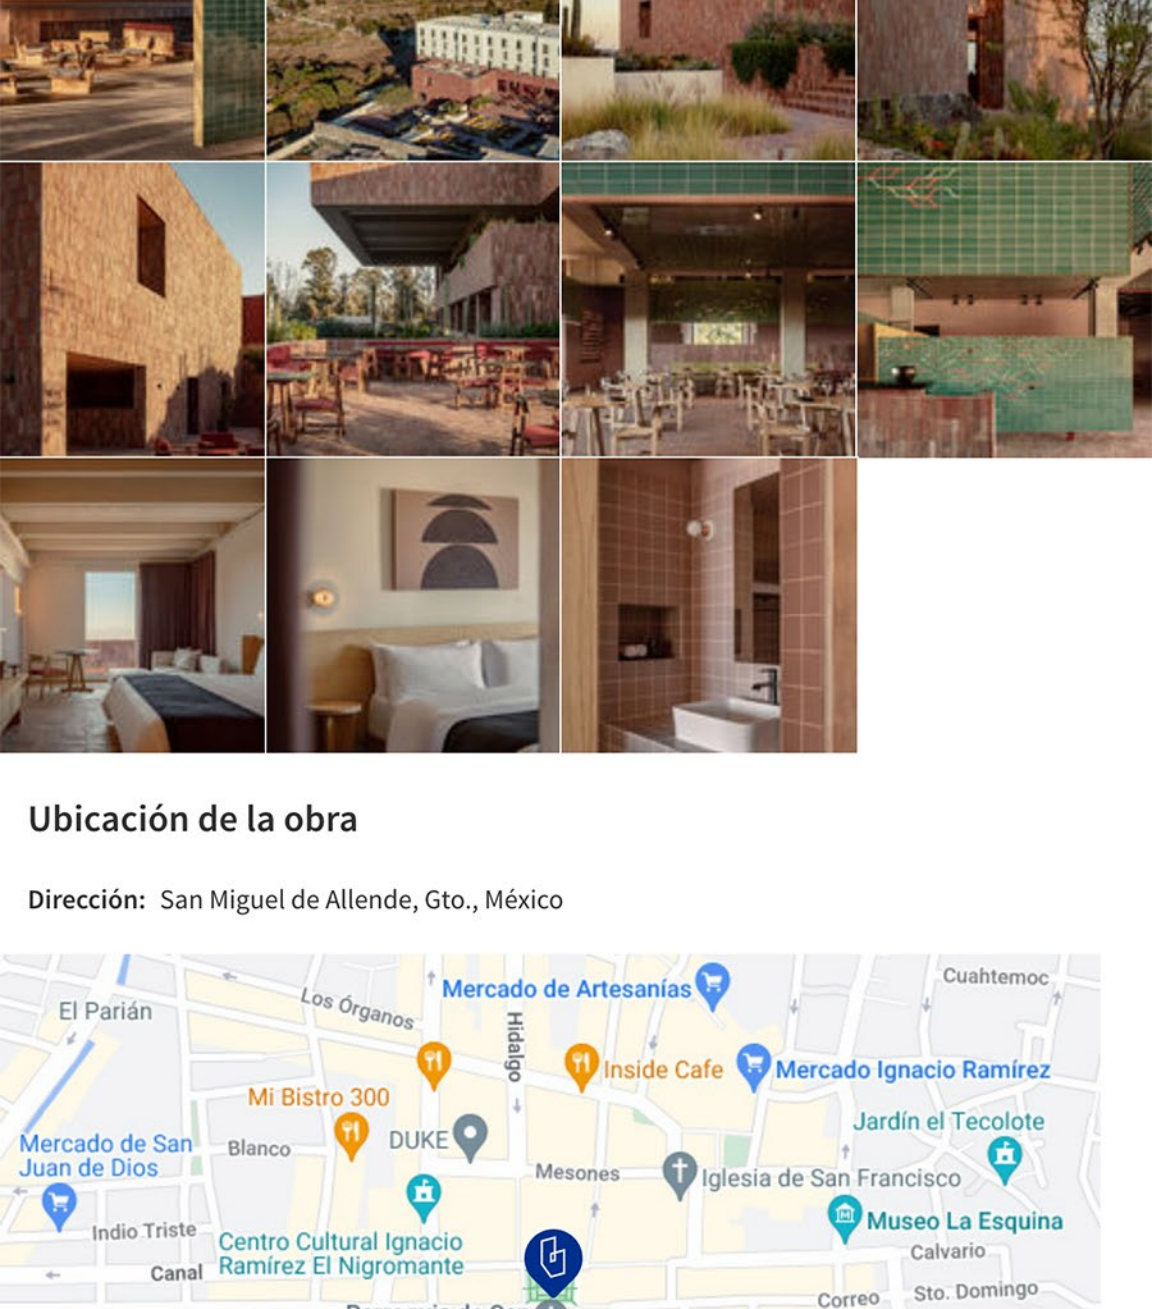 Ubicación de la obra
Dirección: San Miguel de Allende, Gto., México
Cuahtemoc
Mercado de Artesanías
Los Órganos
El Parián
Hidalgo
Inside Cafe
Mercado Ignacio Ramírez
Mi Bistro 300
Jardín el Tecolote
DUKE
Mercado de San
Juan de Dios
Blanco
Mesones
Iglesia de San Francisco
Museo La Esquina
Indio Triste
Centro Cultural Ignacio
Ramírez El Nigromante
Calvario
Canal
Sto. Domingo
Correo